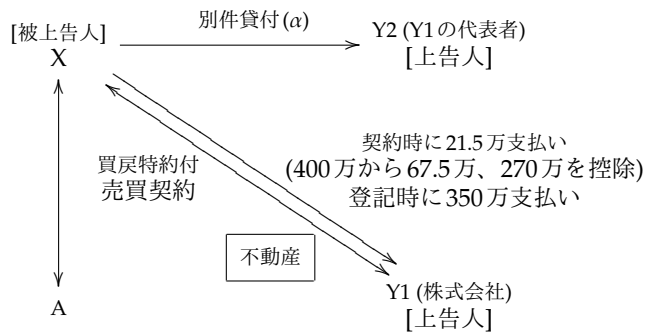 別件貸付(α)
[被上告人]
X
Y2 (Y1の代表者)
[上告人]
契約時に21.5万支払い
(400万から67.5万、270万を控除)
登記時に350万支払い
買戻特約付
売買契約
不動産
A
Y1 (株式会社)
[上告人]